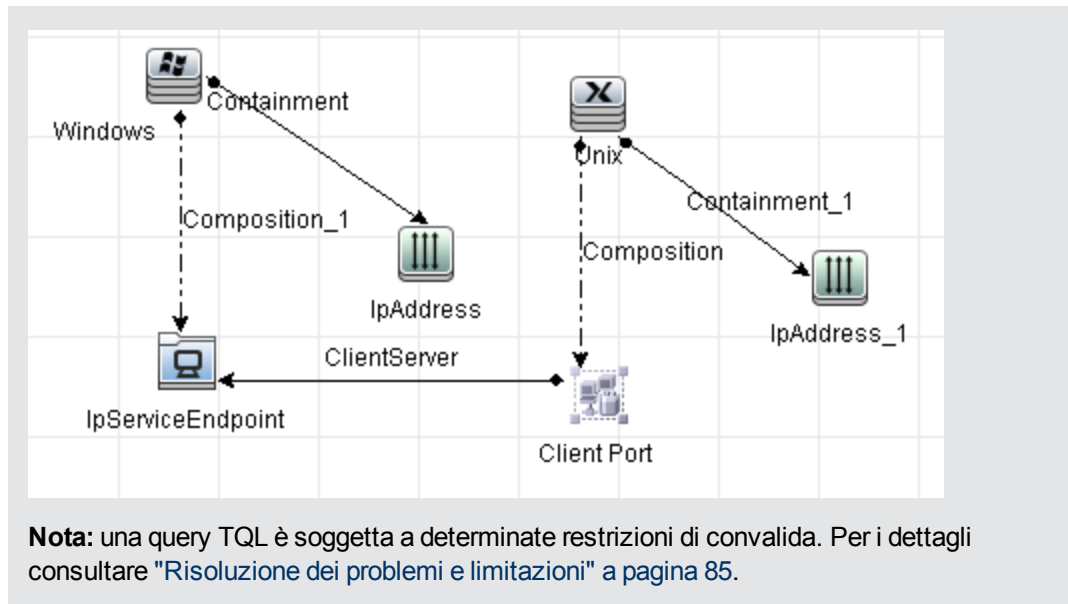 Containment
Windows
Unix
Containment_1
Composition_1
Composition
IpAddress
IpAddress_1
ClientServer
IpServiceEndpoint
Client Port
Nota: una query TQL è soggetta a determinate restrizioni di convalida. Per i dettagli
consultare "Risoluzione dei problemi e limitazioni" a pagina 85.